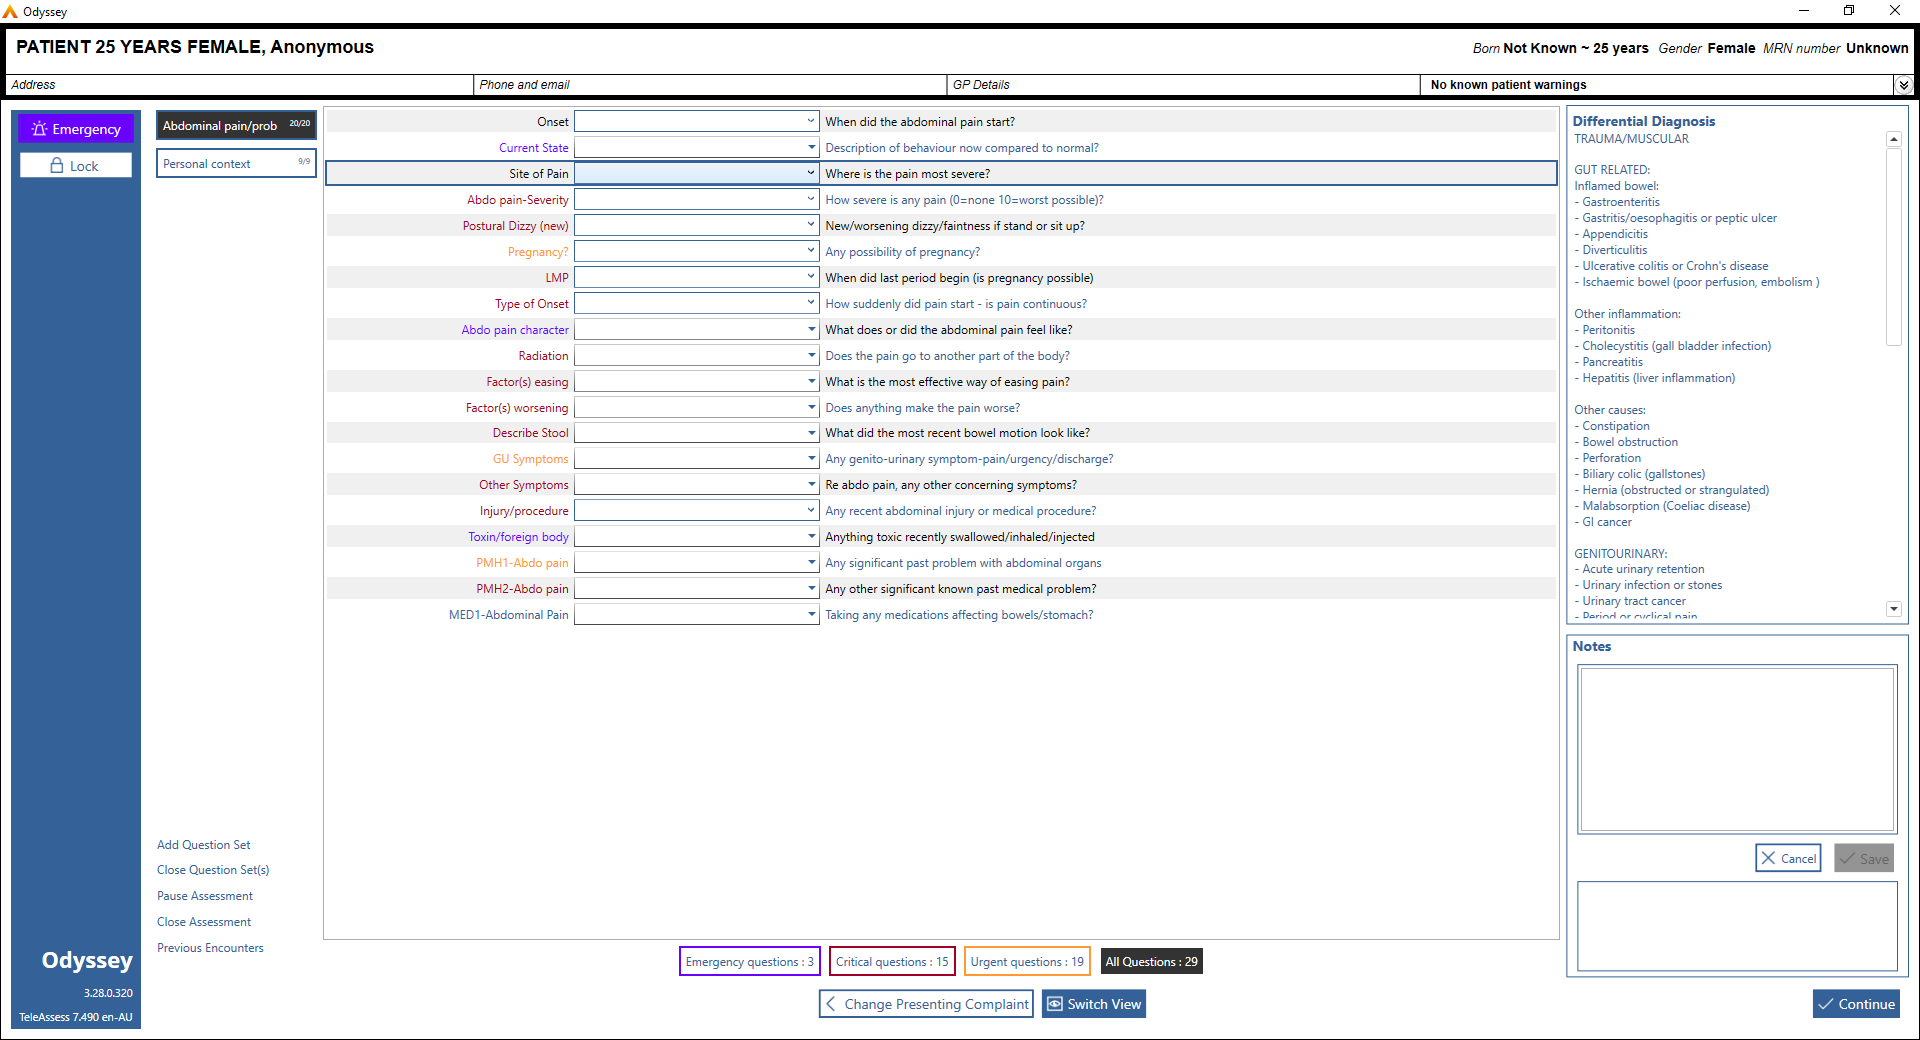 Odyssey
PATIENT 25 YEARS FEMALE, Anonymous
Born Not Known ~ 25 years Gender Female MRN number Unknown
Address
Phone and email
GP Details
No known patient warnings
Emergency
Lock
Abdominal pain/prob 20/20
Personal context 9/9
Onset When did the abdominal pain start?
Current State Description of behaviour now compared to normal?
Site of Pain Where is the pain most severe?
Abdo pain-Severity How severe is any pain (0=none 10=worst possible)?
Postural Dizzy (new) New/worsening dizzy/faintness if stand or sit up?
Pregnancy? Any possibility of pregnancy?
LMP When did last period begin (is pregnancy possible)
Type of Onset How suddenly did pain start - is pain continuous?
Abdo pain character What does or did the abdominal pain feel like?
Radiation Does the pain go to another part of the body?
Factor(s) easing What is the most effective way of easing pain?
Factor(s) worsening Does anything make the pain worse?
Describe Stool What did the most recent bowel motion look like?
GU Symptoms Any genito-urinary symptom-pain/urgency/discharge?
Other Symptoms Re abdo pain, any other concerning symptoms?
Injury/procedure Any recent abdominal injury or medical procedure?
Toxin/foreign body Anything toxic recently swallowed/inhaled/injected
PMH1-Abdo pain Any significant past problem with abdominal organs
PMH2-Abdo pain Any other significant known past medical problem?
MED1-Abdominal Pain Taking any medications affecting bowels/stomach?
Differential Diagnosis
TRAUMA/MUSCULAR
GUT RELATED:
Inflamed bowel:
- Gastroenteritis
- Gastritis/oesophagitis or peptic ulcer
- Appendicitis
- Diverticulitis
- Ulcerative colitis or Crohn's disease
- Ischaemic bowel (poor perfusion, embolism )
Other inflammation:
- Peritonitis
- Cholecystitis (gall bladder infection)
- Pancreatitis
- Hepatitis (liver inflammation)
Other causes:
- Constipation
- Bowel obstruction
- Perforation
- Biliary colic (gallstones)
- Hernia (obstructed or strangulated)
- Malabsorption (Coeliac disease)
- GI cancer
GENITOURINARY:
- Acute urinary retention
- Urinary infection or stones
- Urinary tract cancer
- Period or cyclical pain
Notes
Cancel
Save
Add Question Set
Close Question Set(s)
Pause Assessment
Close Assessment
Previous Encounters
Odyssey
3.28.0.320
TeleAssess 7.490 en-AU
Emergency questions : 3
Critical questions : 15
Urgent questions : 19
All Questions : 29
Change Presenting Complaint
Switch View
Continue